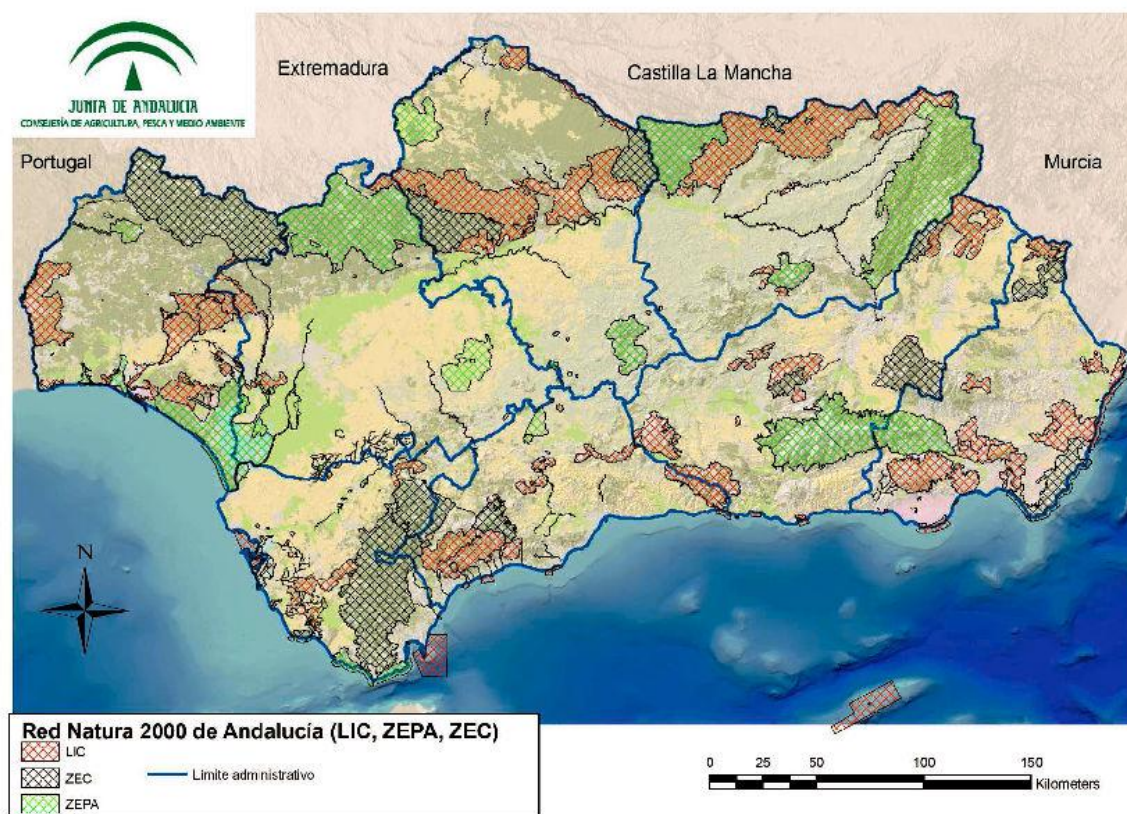 JUNTA DE ANDALUCIA
CONSEJERÍA DE AGRICULTURA, PESCA Y MEDIO AMBIENTE
Extremadura
Castilla La Mancha
Portugal
Murcia
N
Red Natura 2000 de Andalucía (LIC, ZEPA, ZEC)
LIC
ZEC
Limite administrativo
ZEPA
0 25 50 100 150
Kilometers